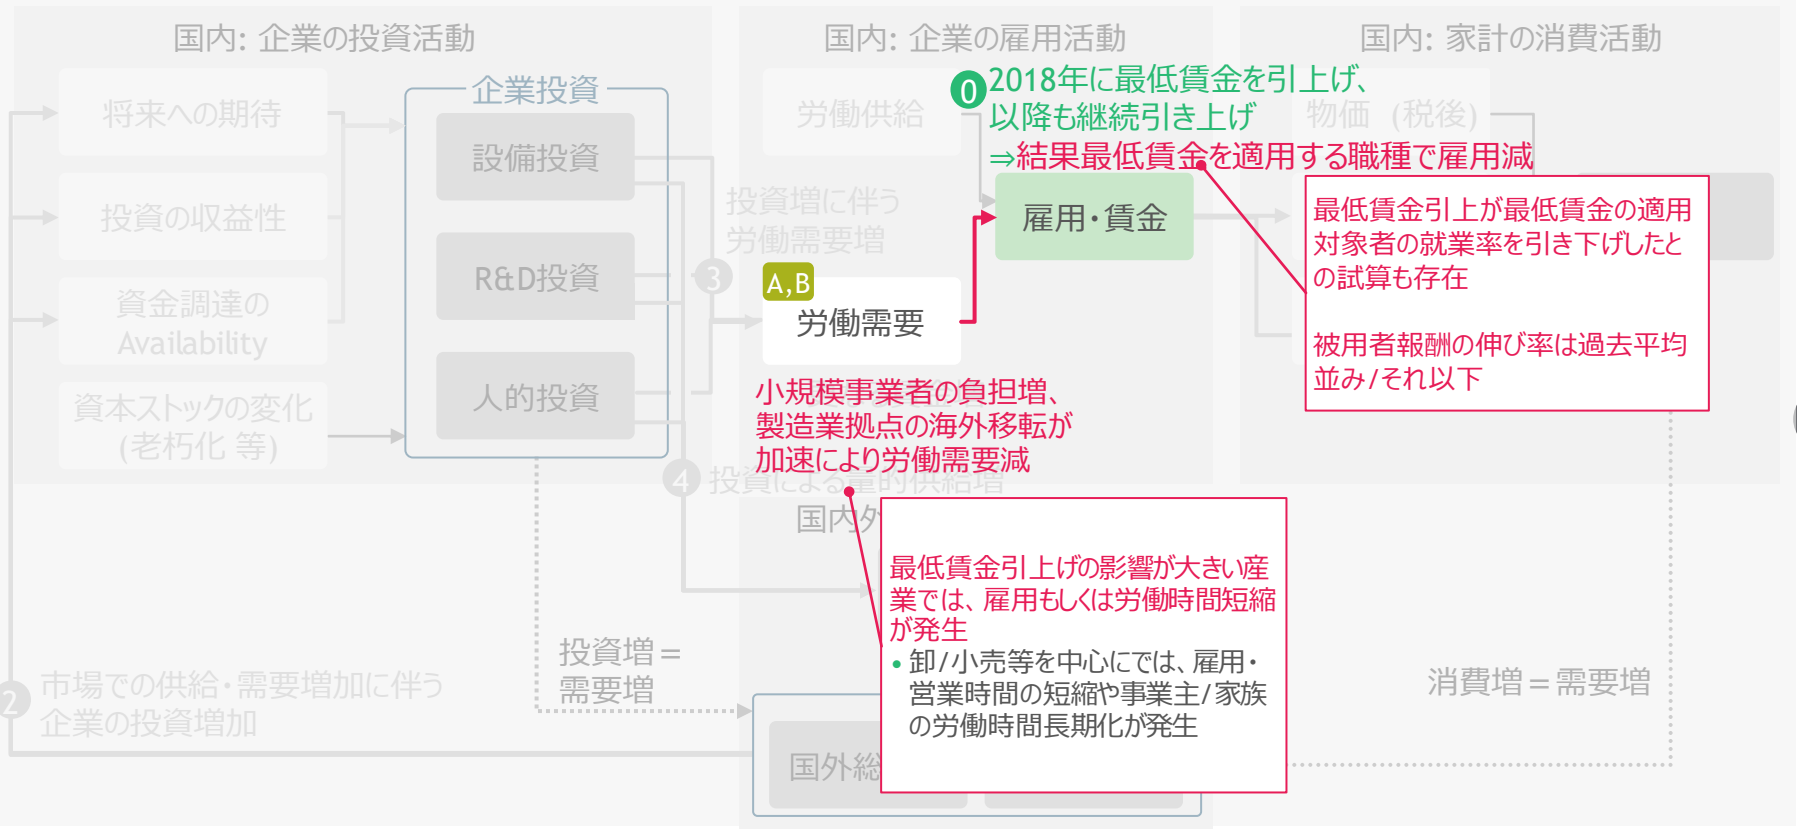 国内: 企業の投資活動
将来への期待
投資の収益性
資金調達の
Availability
資本ストックの変化
(老朽化 等)
企業投資
設備投資
R&D投資
人的投資
国内: 企業の雇用活動
労働供給
0
2018年に最低賃金を引上げ、
以降も継続引き上げ
⇒結果最低賃金を適用する職種で雇用減
雇用・賃金
投資増に伴う
労働需要増
3
A,B
労働需要
小規模事業者の負担増、
製造業拠点の海外移転が
加速により労働需要減
4
投資による量的供給増
国内: 家計の消費活動
物価 (税後)
最低賃金引上が最低賃金の適用
対象者の就業率を引き下げしたと
の試算も存在
被用者報酬の伸び率は過去平均
並み/それ以下
国内外
最低賃金引上げの影響が大きい産
業では、雇用もしくは労働時間短縮
が発生
• 卸/小売等を中心にでは、雇用・
営業時間の短縮や事業主/家族
の労働時間長期化が発生
投資増=
需要増
2
市場での供給・需要増加に伴う
企業の投資増加
国外総
消費増=需要増